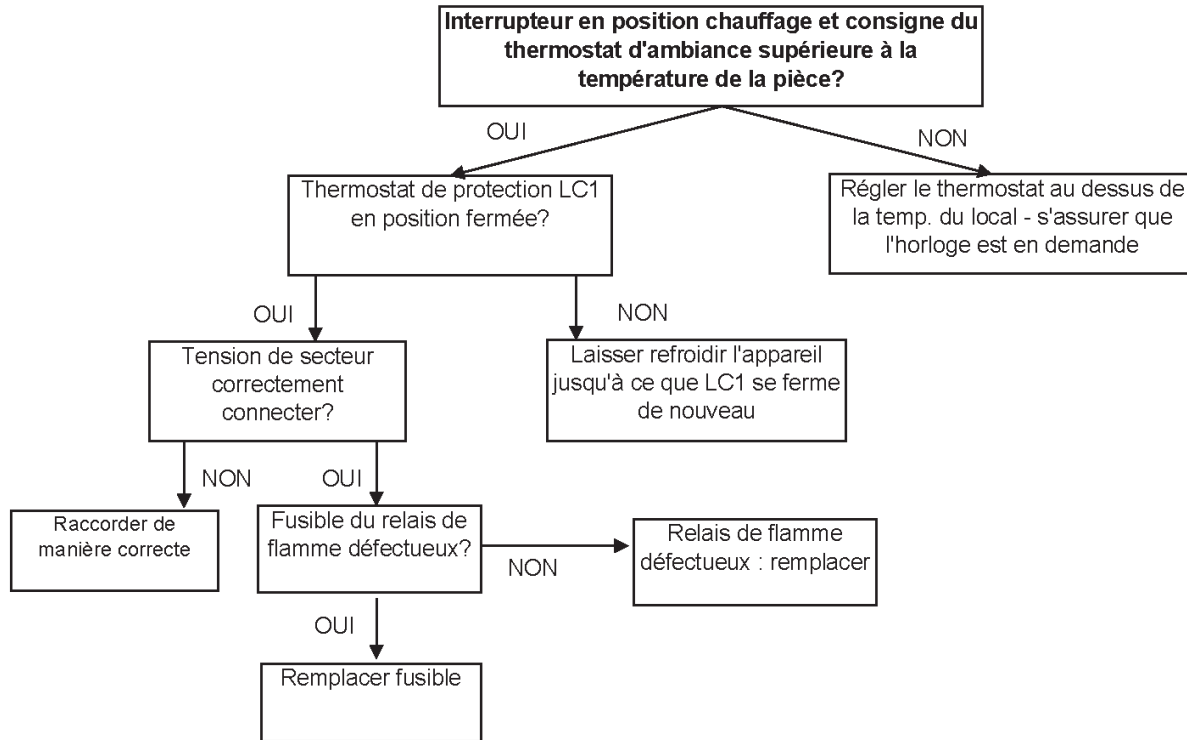 Interrupteur en position chauffage et consigne du
thermostat d'ambiance supérieure à la
température de la pièce?
OUI
NON
Thermostat de protection LC1
en position fermée?
Régler le thermostat au dessus de
la temp. du local - s'assurer que
l'horloge est en demande
OUI
NON
Tension de secteur
correctement
connecter?
Laisser refroidir l'appareil
jusqu'à ce que LC1 se ferme
de nouveau
NON
OUI
Raccorder de
manière correcte
Fusible du relais de
flamme défectueux?
NON
Relais de flamme
défectueux : remplacer
OUI
Remplacer fusible